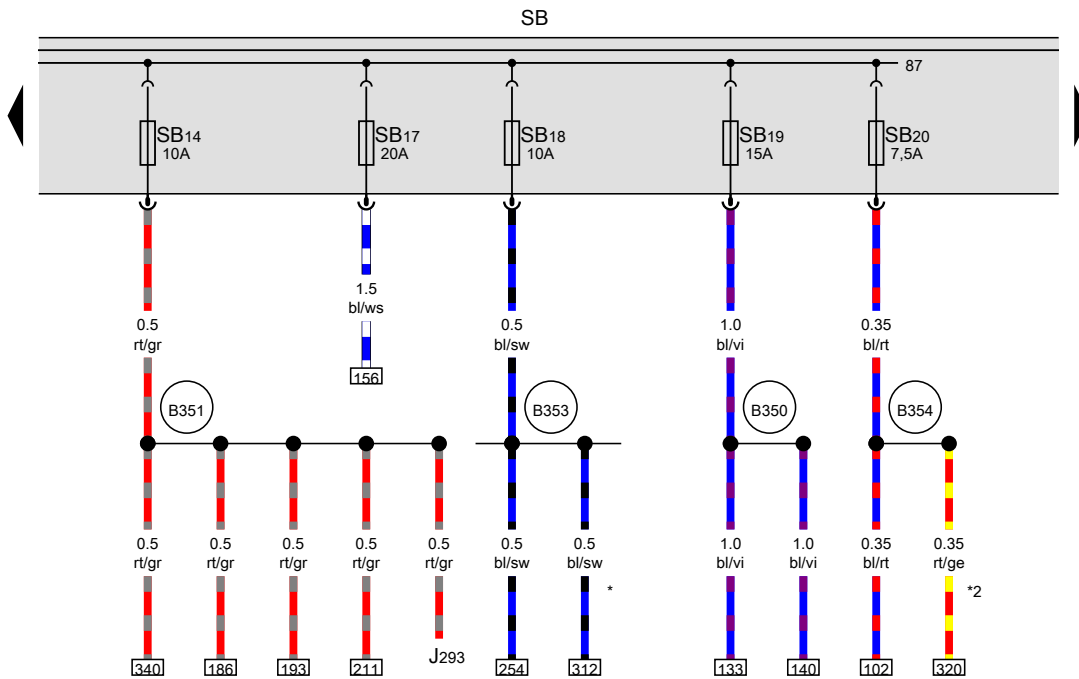 SB
87
SB14 SB17 SB18 SB19 SB20
10A 20A 10A 15A 7,5A
1.5
bl/ws
0.5 0.5 1.0 0.35
rt/gr bl/sw bl/vi bl/rt
156
B351 B353 B350 B354
0.5 0.5 0.5 0.5 0.5 0.5 0.5 1.0 1.0 0.35 0.35
rt/gr rt/gr rt/gr rt/gr rt/gr bl/sw bl/sw bl/vi bl/vi bl/rt rt/ge
* *2
J293
340 186 193 211 254 312 133 140 102 320